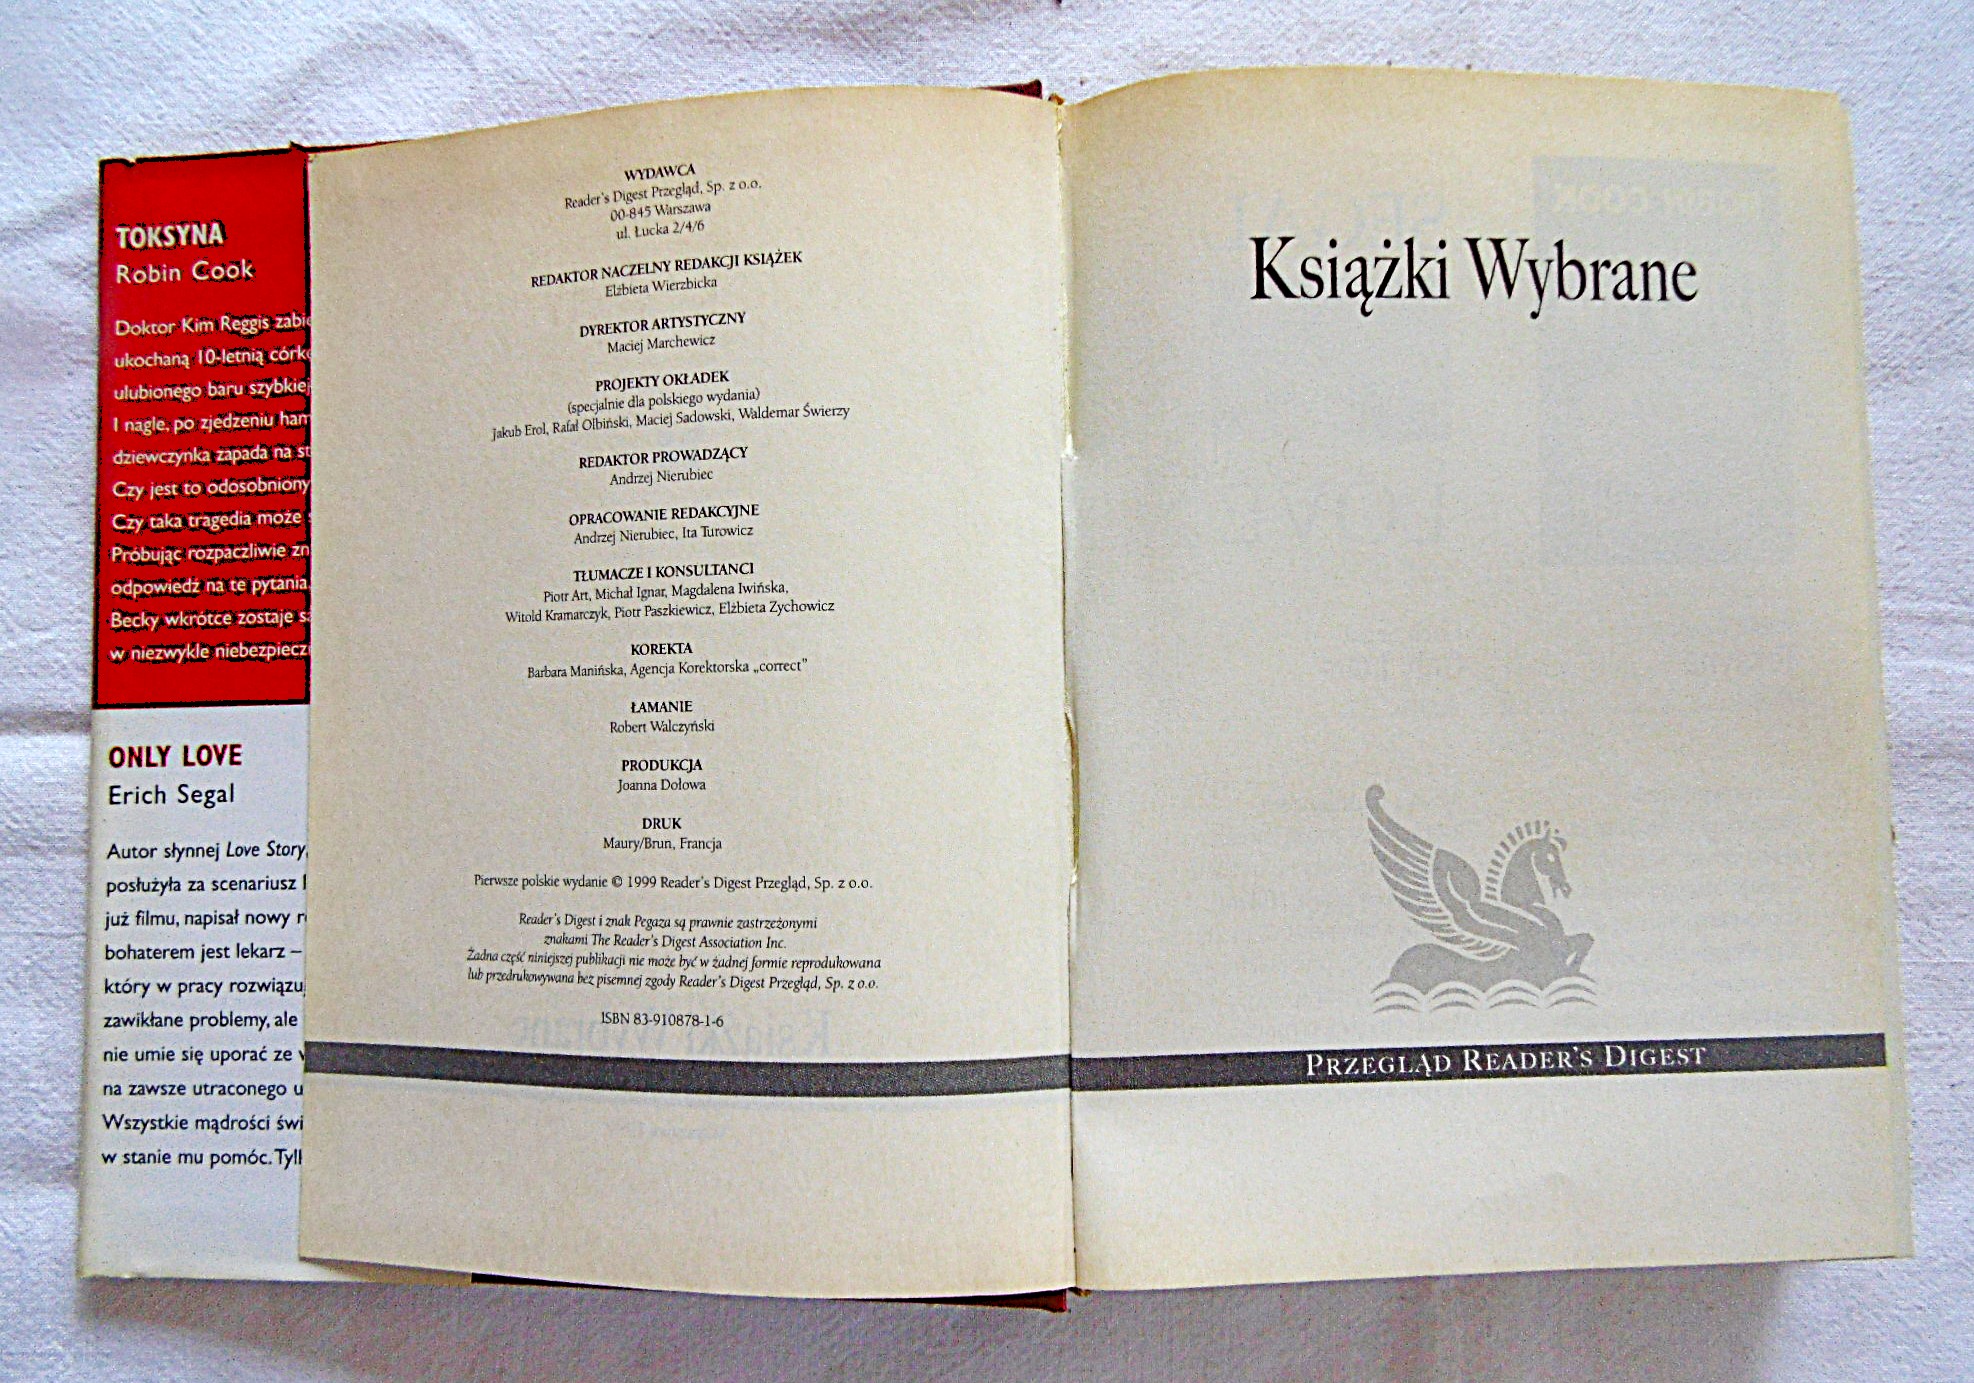 TOKSYNA
Robin Cook
Doktor Kim Reggis
ukochaną 10-letnią
ulubionego baru
I nagle, po zjedzeniu
dziewczynka zapada na
Czy jest to odosobniony
Czy taka tragedia może
Próbując rozpaczliwie
odpowiedź na te pytania
Becky wkrótce zostaje
w niezwykle
ONLY LOVE
Erich Segal
Autor słynnej Love Story,
posłużyła za scenariusz
już filmu, napisał nowy
bohaterem jest lekarz –
który w pracy
zawikłane problemy, ale
nie umie się uporać ze
na zawsze utraconego
Wszystkie mądrości
w stanie mu pomóc.
WYDAWCA
Reader's Digest Przegląd, Sp. z o.o.
00-845 Warszawa
ul. Łucka 2/4/6
REDAKTOR NACZELNY REDAKCJI KSIĄŻEK
Elżbieta Wierzbicka
DYREKTOR ARTYSTYCZNY
Maciej Marchewicz
PROJEKTY OKŁADEK
(specjalnie dla polskiego wydania)
Jakub Erol, Rafał Olbiński, Maciej Sadowski, Waldemar Świerzy
REDAKTOR PROWADZĄCY
Andrzej Nierubiec
OPRACOWANIE REDAKCYJNE
Andrzej Nierubiec, Ita Turowicz
TŁUMACZE I KONSULTANCI
Piotr Art, Michał Ignar, Magdalena Iwińska,
Witold Kramarczyk, Piotr Paszkiewicz, Elżbieta Zychowicz
KOREKTA
Barbara Manińska, Agencja Korektorska „correct”
ŁAMANIE
Robert Walczyński
PRODUKCJA
Joanna Dolowa
DRUK
Maury/Brun, Francja
Pierwsze polskie wydanie © 1999 Reader's Digest Przegląd, Sp. z o.o.
Reader's Digest i znak Pegaza są prawnie zastrzeżonymi
znakami The Reader's Digest Association Inc.
Żadna część niniejszej publikacji nie może być w żadnej formie reprodukowana
lub przedrukowywana bez pisemnej zgody Reader's Digest Przegląd, Sp. z o.o.
ISBN 83-910878-1-6
Książki Wybrane
PRZEGLĄD READER'S DIGEST